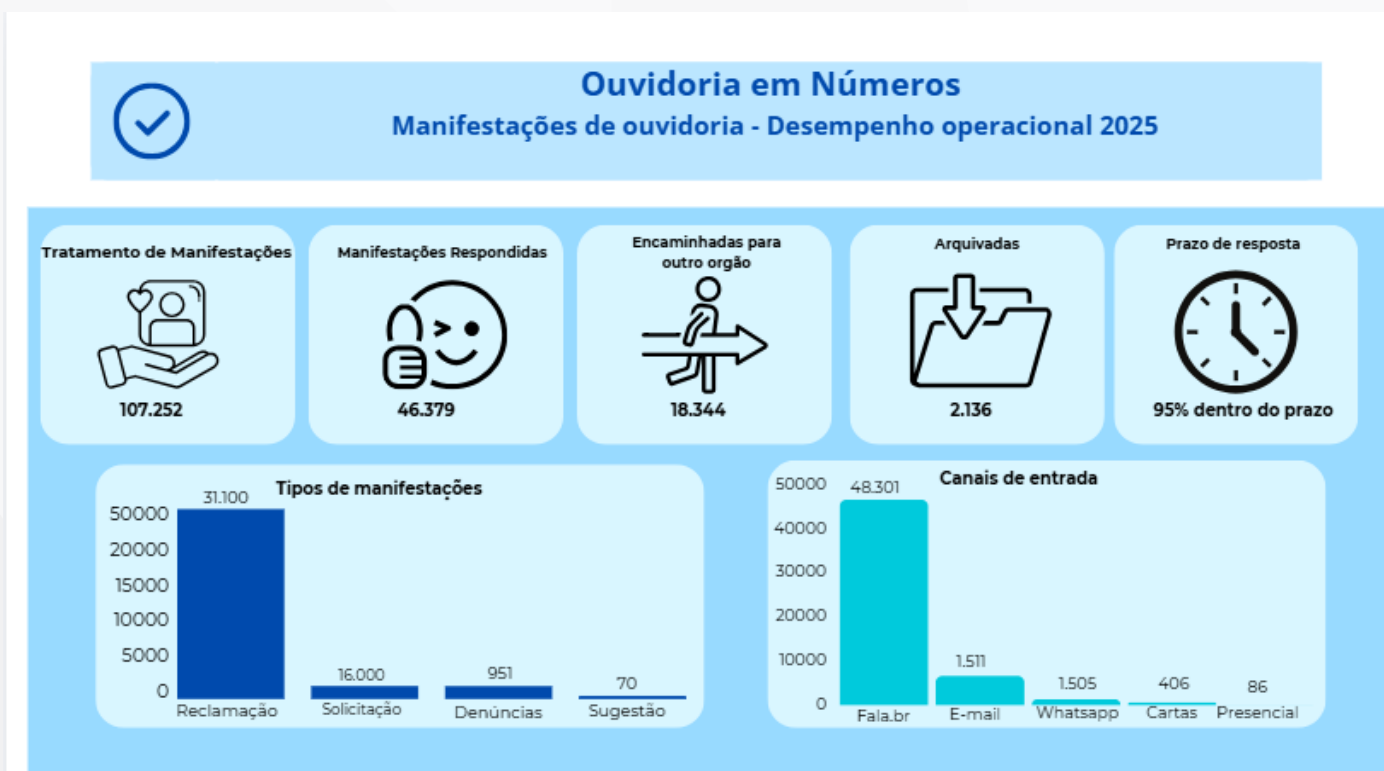 Ouvidoria em Números
Manifestações de ouvidoria - Desempenho operacional 2025
Tratamento de Manifestações
107.252
Manifestações Respondidas
46.379
Encaminhadas para
outro orgão
18.344
Arquivadas
2.136
Prazo de resposta
95% dentro do prazo
Tipos de manifestações
50000
20000
15000
10000
5000
0
31.100
16.000
951
70
Reclamação
Solicitação
Denúncias
Sugestão
Canais de entrada
50000
40000
30000
20000
10000
0
48.301
1.511
1.505
406
86
Fala.br
E-mail
Whatsapp
Cartas
Presencial